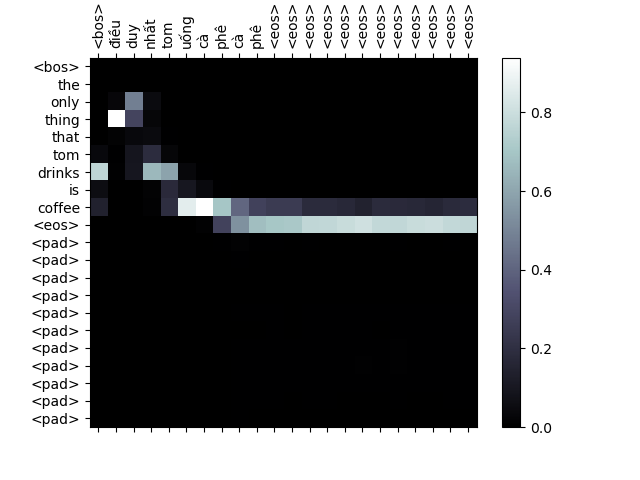 <bos>
điều
duy
nhất
tom
uống
cà
phê
cà
phê
<eos>
<eos>
<eos>
<eos>
<eos>
<eos>
<eos>
<eos>
<eos>
<eos>
<eos>
<eos>
<bos>
the
only
thing
that
tom
drinks
is
coffee
<eos>
<pad>
<pad>
<pad>
<pad>
<pad>
<pad>
<pad>
<pad>
<pad>
<pad>
<pad>
0.8
0.6
0.4
0.2
0.0